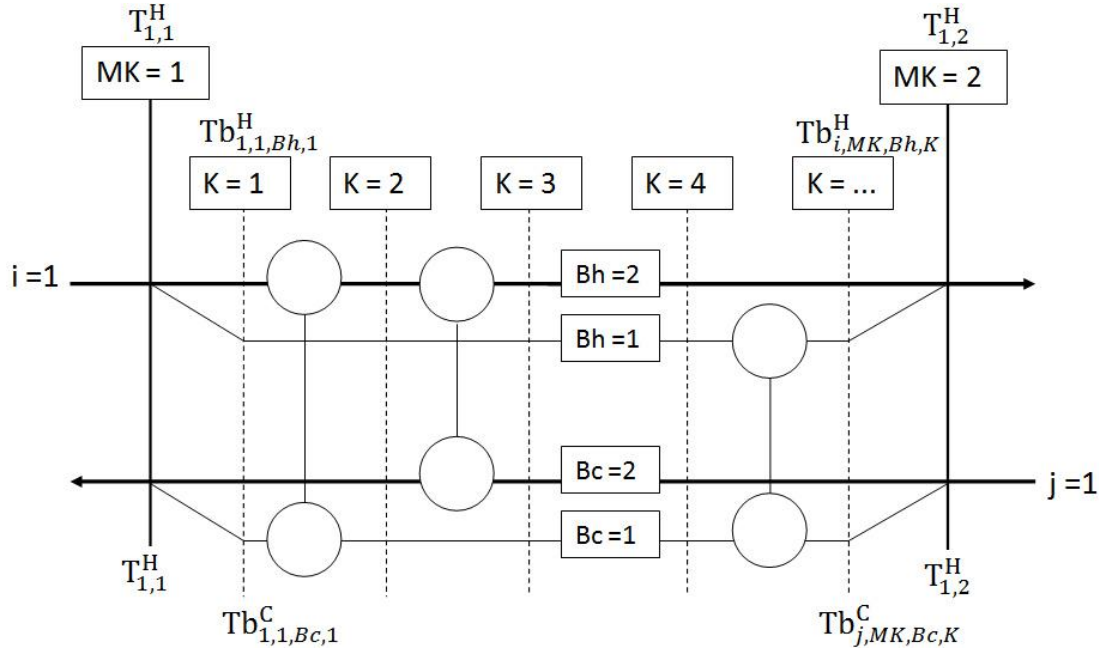 T^H_{1,1}
T^H_{1,2}
MK = 1
MK = 2
Tb^H_{1,1,Bh,1}
Tb^H_{i,MK,Bh,K}
K = 1
K = 2
K = 3
K = 4
K = ...
i =1
Bh =2
Bh =1
Bc =2
j =1
Bc =1
T^H_{1,1}
T^H_{1,2}
Tb^C_{1,1,Bc,1}
Tb^C_{j,MK,Bc,K}